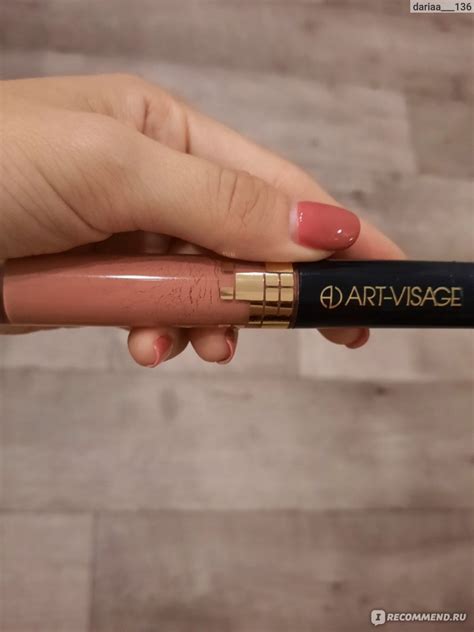 dariaa___136
ART-VISAGE
RECOMMEND.RU